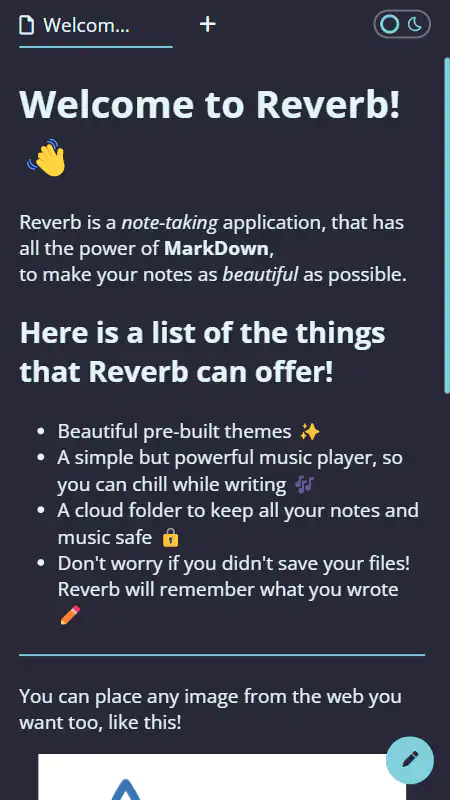 Welcom...
Welcome to Reverb!
👋
Reverb is a note-taking application, that has
all the power of MarkDown,
to make your notes as beautiful as possible.
Here is a list of the things
that Reverb can offer!
• Beautiful pre-built themes ✨
• A simple but powerful music player, so
you can chill while writing 🎶
• A cloud folder to keep all your notes and
music safe 🔒
• Don't worry if you didn't save your files!
Reverb will remember what you wrote
✏️
You can place any image from the web you
want too, like this!